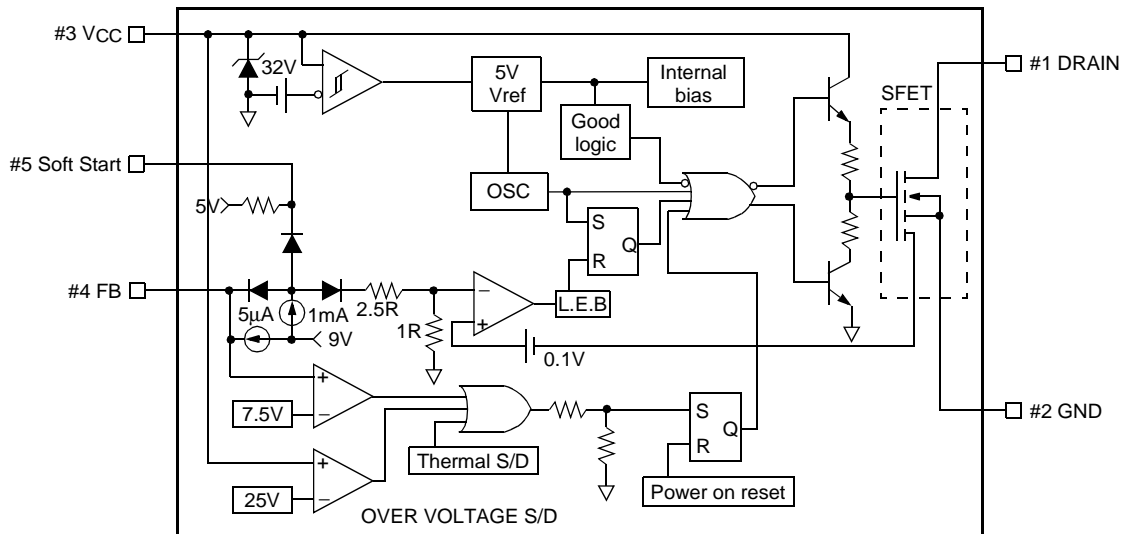 #3 VCC
32V
5V
Vref
Internal
bias
Good
logic
#1 DRAIN
SFET
#5 Soft Start
5V
OSC
S
R
Q
#4 FB
5μA
1mA
9V
2.5R
1R
−
+
L.E.B
0.1V
+
−
7.5V
Thermal S/D
S
R
Q
#2 GND
+
−
25V
Power on reset
OVER VOLTAGE S/D